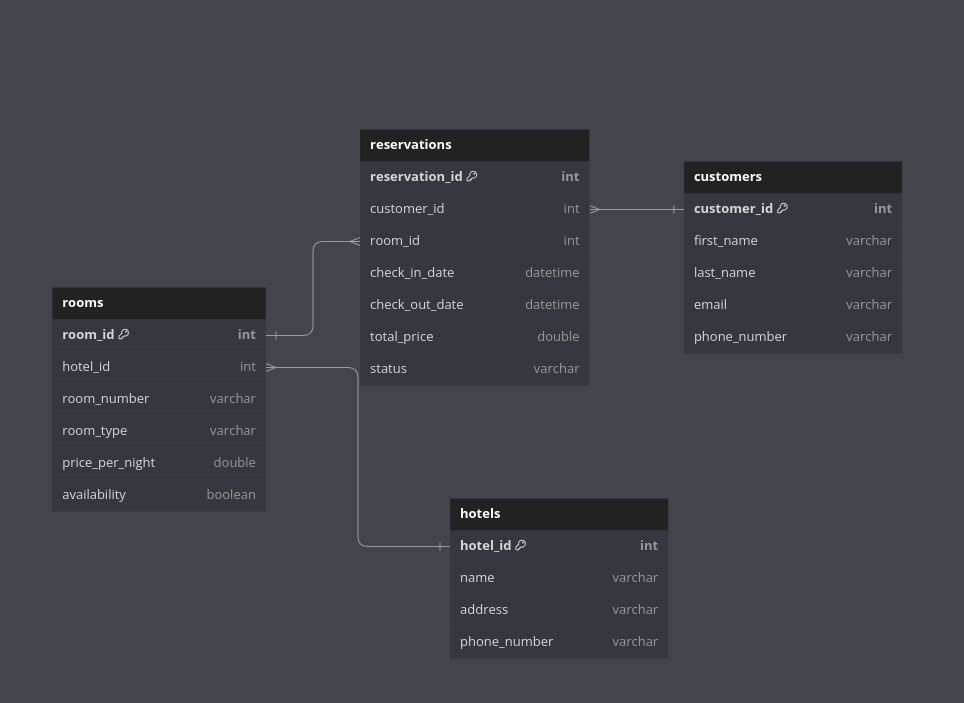 reservations
reservation_id int
customer_id int
room_id int
check_in_date datetime
check_out_date datetime
total_price double
status varchar
customers
customer_id int
first_name varchar
last_name varchar
email varchar
phone_number varchar
rooms
room_id int
hotel_id int
room_number varchar
room_type varchar
price_per_night double
availability boolean
hotels
hotel_id int
name varchar
address varchar
phone_number varchar